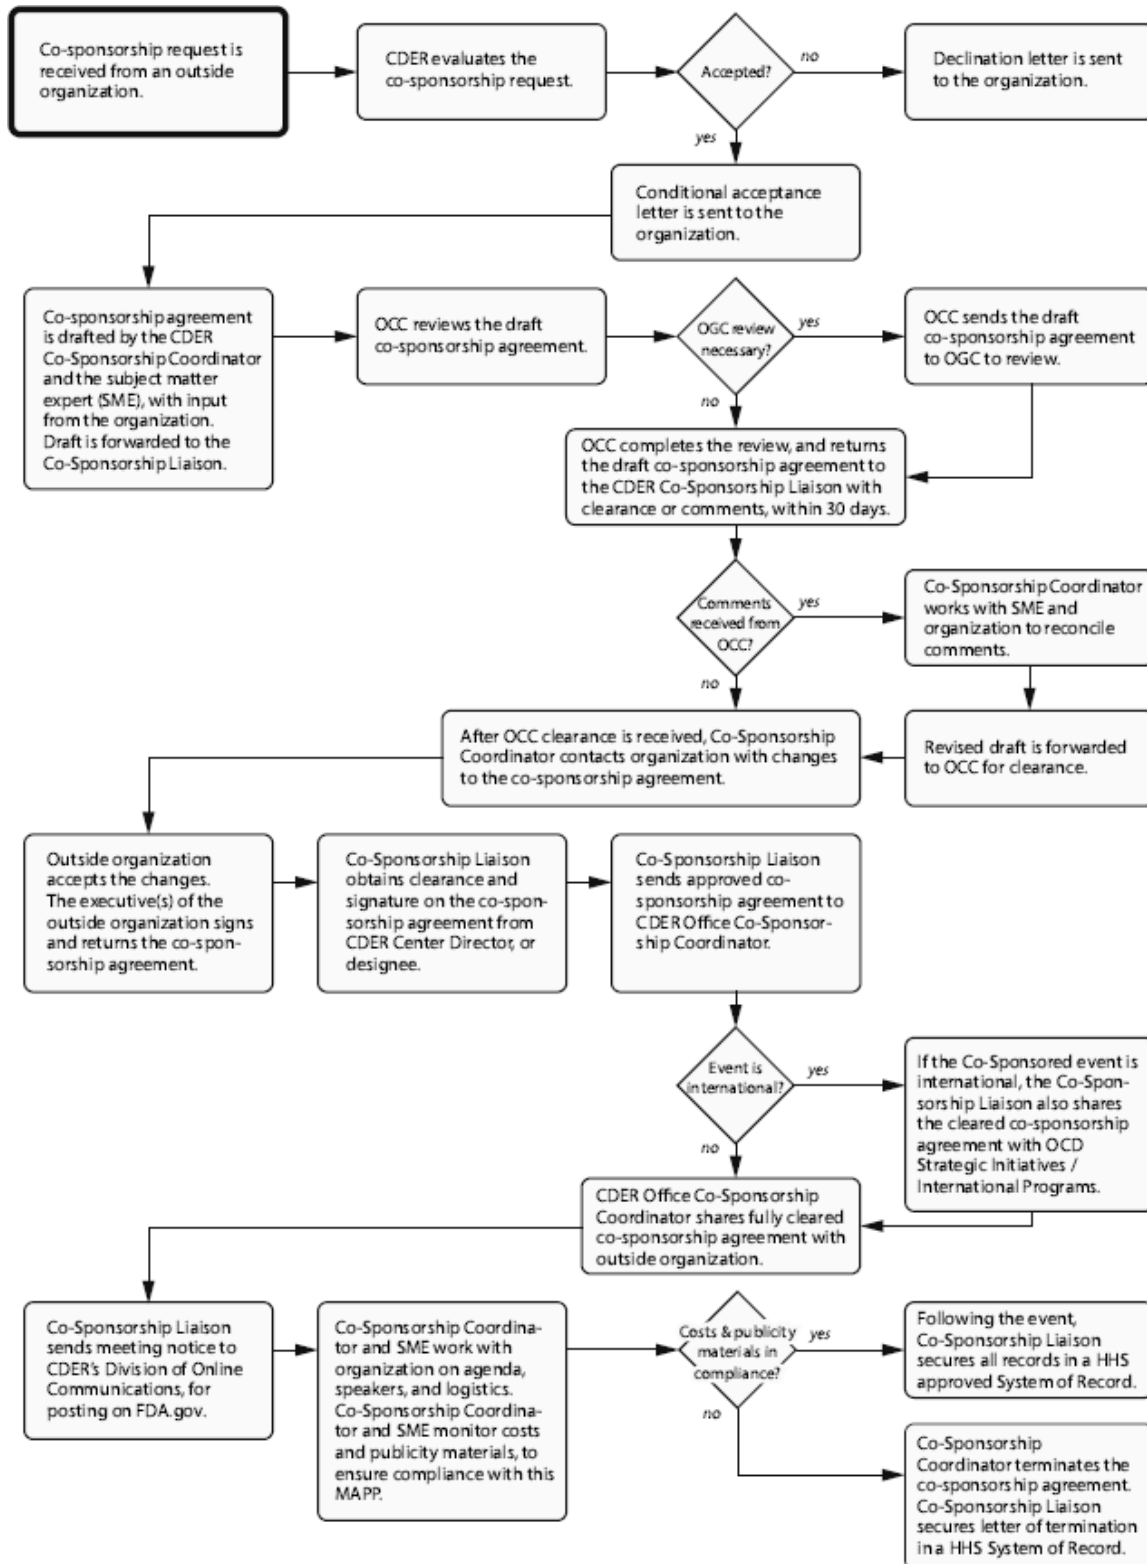 Co-sponsorship request is
received from an outside
organization.
CDER evaluates the
co-sponsorship request.
Accepted?
no
Declination letter is sent
to the organization.
yes
Conditional acceptance
letter is sent to the
organization.
Co-sponsorship agreement
is drafted by the CDER
Co-Sponsorship Coordinator
and the subject matter
expert (SME), with input
from the organization.
Draft is forwarded to the
Co-Sponsorship Liaison.
OCC reviews the draft
co-sponsorship agreement.
OGC review
necessary?
yes
OCC sends the draft
co-sponsorship agreement
to OGC to review.
no
OCC completes the review, and returns
the draft co-sponsorship agreement to
the CDER Co-Sponsorship Liaison with
clearance or comments, within 30 days.
Comments
received from
OCC?
yes
Co-Sponsorship Coordinator
works with SME and
organization to reconcile
comments.
no
After OCC clearance is received, Co-Sponsorship
Coordinator contacts organization with changes
to the co-sponsorship agreement.
Revised draft is forwarded
to OCC for clearance.
Outside organization
accepts the changes.
The executive(s) of the
outside organization signs
and returns the co-spon-
sorship agreement.
Co-Sponsorship Liaison
obtains clearance and
signature on the co-spon-
sorship agreement from
CDER Center Director, or
designee.
Co-Sponsorship Liaison
sends approved co-
sponsorship agreement to
CDER Office Co-Sponsor-
ship Coordinator.
Event is
international?
yes
If the Co-Sponsored event is
international, the Co-Spon-
sorship Liaison also shares
the cleared co-sponsorship
agreement with OCD
Strategic Initiatives /
International Programs.
no
CDER Office Co-Sponsorship
Coordinator shares fully cleared
co-sponsorship agreement with
outside organization.
Co-Sponsorship Liaison
sends meeting notice to
CDER's Division of Online
Communications, for
posting on FDA.gov.
Co-Sponsorship Coordina-
tor and SME work with
organization on agenda,
speakers, and logistics.
Co-Sponsorship Coordina-
tor and SME monitor costs
and publicity materials, to
ensure compliance with this
MAPP.
Costs & publicity
materials in
compliance?
yes
Following the event,
Co-Sponsorship Liaison
secures all records in a HHS
approved System of Record.
no
Co-Sponsorship
Coordinator terminates the
co-sponsorship agreement.
Co-Sponsorship Liaison
secures letter of termination
in a HHS System of Record.